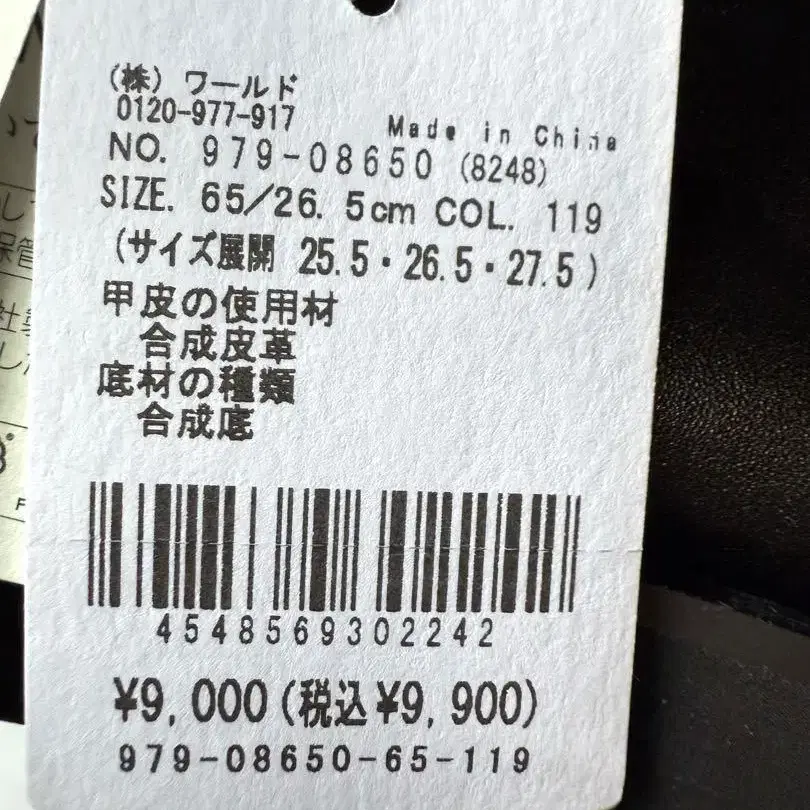 (株) ワールド
0120-977-917
Made in China
NO. 979-08650 (8248)
SIZE. 65/26.5cm COL. 119
(サイズ展開 25.5・26.5・27.5)
甲皮の使用材
合成皮革
底材の種類
合成底
4548569302242
¥9,000(税込¥9,900)
979-08650-65-119